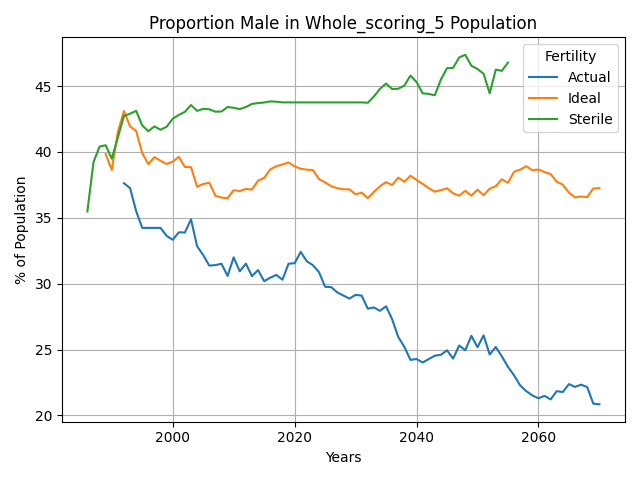 Proportion Male in Whole_scoring_5 Population
Fertility
Actual
Ideal
Sterile
% of Population
45
40
35
30
25
20
2000
2020
2040
2060
Years